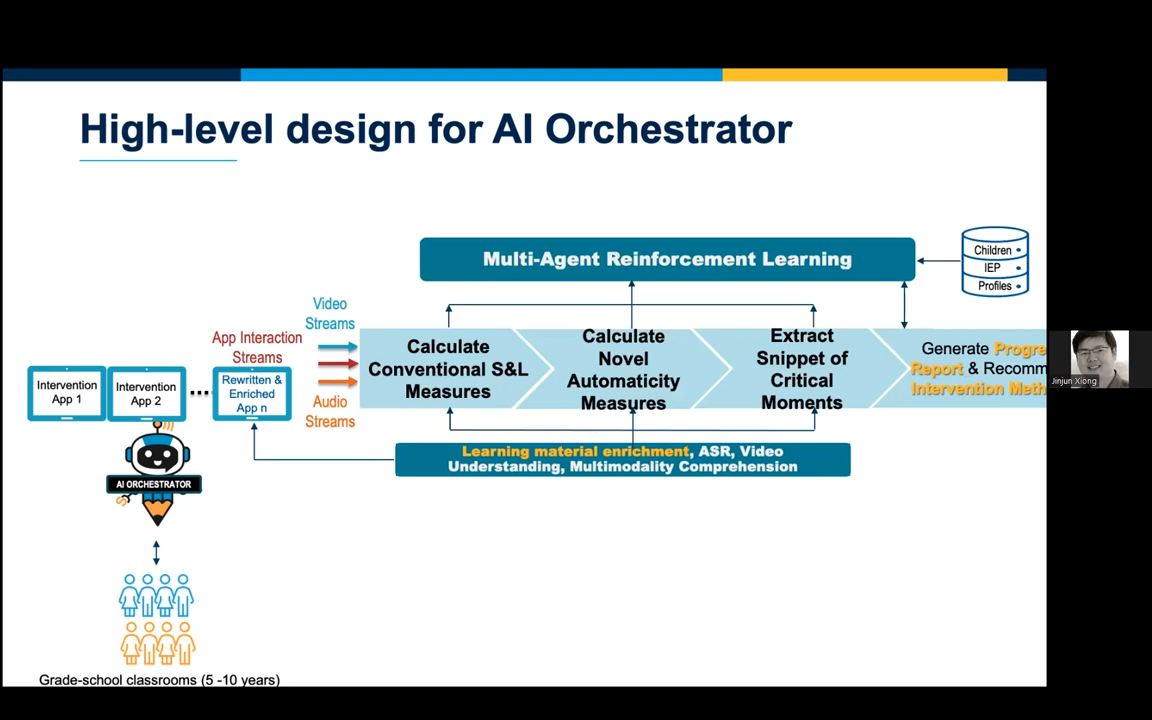 High-level design for AI Orchestrator
Multi-Agent Reinforcement Learning
Children
IEP
Profiles
Video
Streams
App Interaction
Streams
Audio
Streams
Intervention
App 1
Intervention
App 2
Rewritten &
Enriched
App n
Calculate
Conventional S&L
Measures
Calculate
Novel
Automaticity
Measures
Extract
Snippet of
Critical
Moments
Generate Progre
Report & Recomm
Intervention Meth
Jinjun Xiong
Learning material enrichment, ASR, Video
Understanding, Multimodality Comprehension
AI ORCHESTRATOR
Grade-school classrooms (5 -10 years)